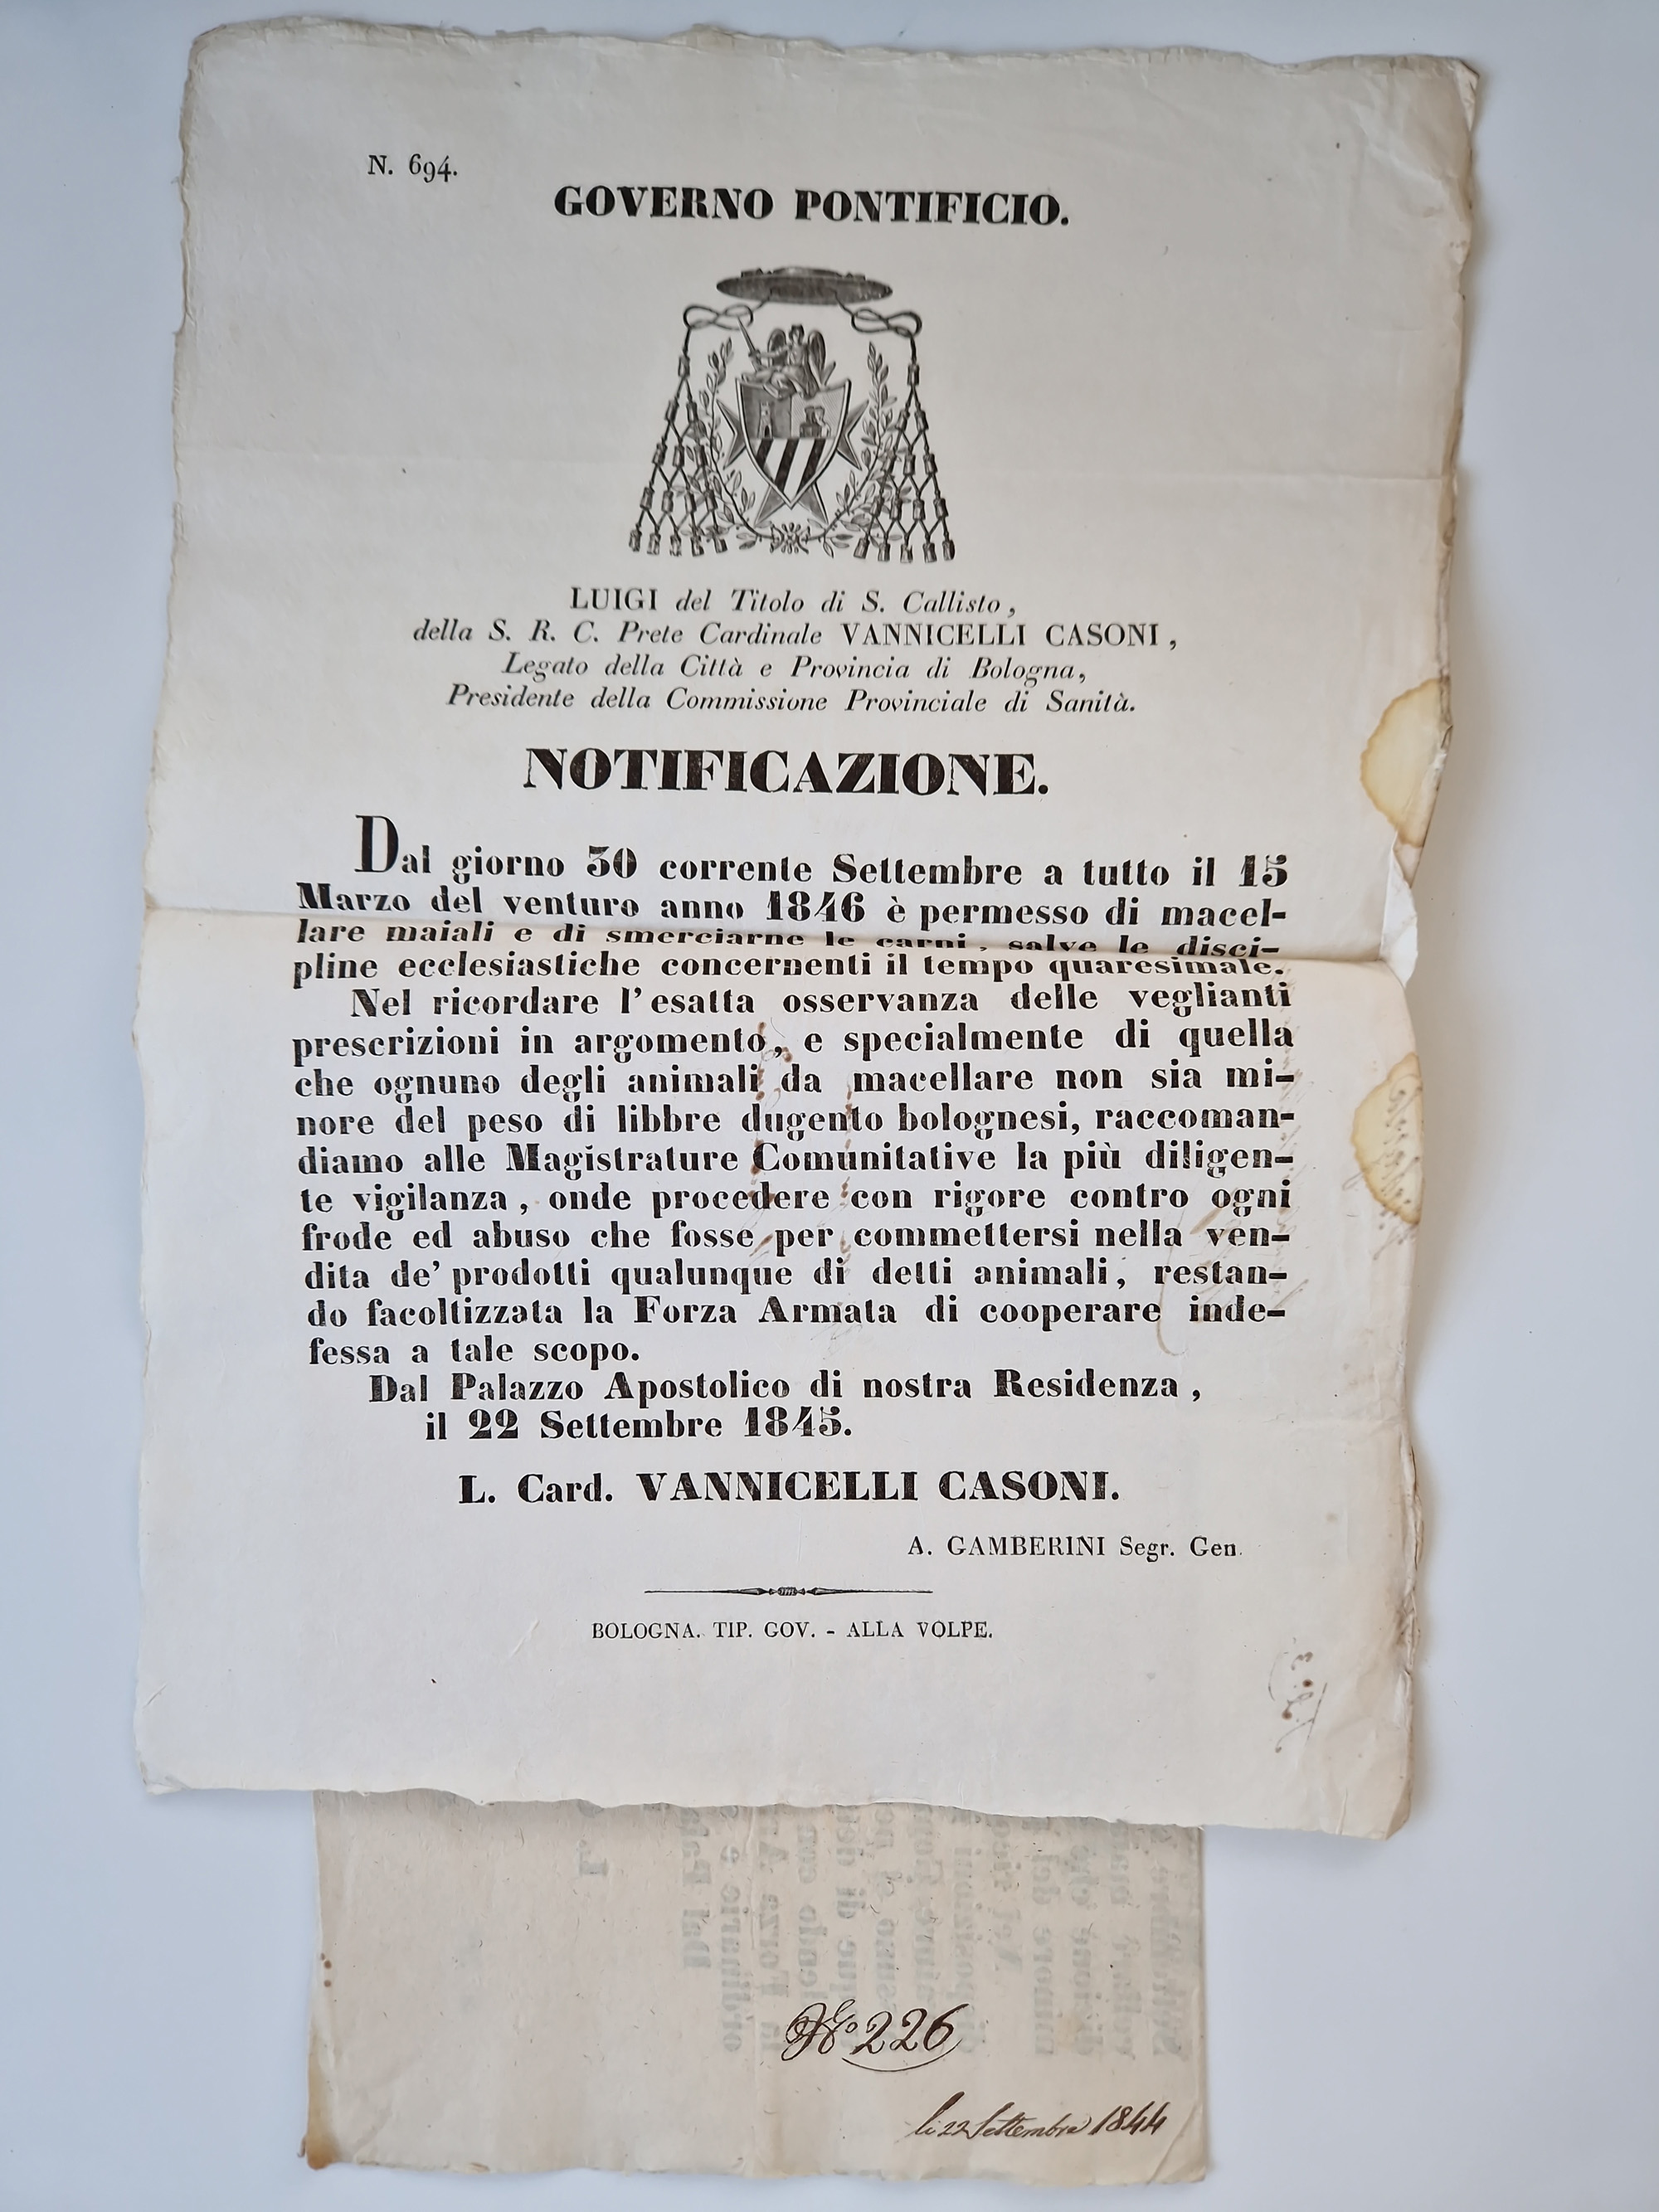 N. 694.
GOVERNO PONTIFICIO.
LUIGI del Titolo di S. Callisto,
della S. R. C. Prete Cardinale VANNICELLI CASONI,
Legato della Città e Provincia di Bologna,
Presidente della Commissione Provinciale di Sanità.
NOTIFICAZIONE.
Dal giorno 30 corrente Settembre a tutto il 15
Marzo del venturo anno 1846 è permesso di macel-
lare maiali e di smerciarne le carni, salve le disci-
pline ecclesiastiche concernenti il tempo quaresimale.
Nel ricordare l'esatta osservanza delle veglianti
prescrizioni in argomento, e specialmente di quella
che ognuno degli animali da macellare non sia mi-
nore del peso di libbre dugento bolognesi, raccoman-
diamo alle Magistrature Comunitative la più diligen-
te vigilanza, onde procedere con rigore contro ogni
frode ed abuso che fosse per commettersi nella ven-
dita de' prodotti qualunque di detti animali, restan-
do facoltizzata la Forza Armata di cooperare inde-
fessa a tale scopo.
Dal Palazzo Apostolico di nostra Residenza,
il 22 Settembre 1845.
L. Card. VANNICELLI CASONI.
A. GAMBERINI Segr. Gen.
BOLOGNA. TIP. GOV. - ALLA VOLPE.
No 226
li 22 Settembre 1844